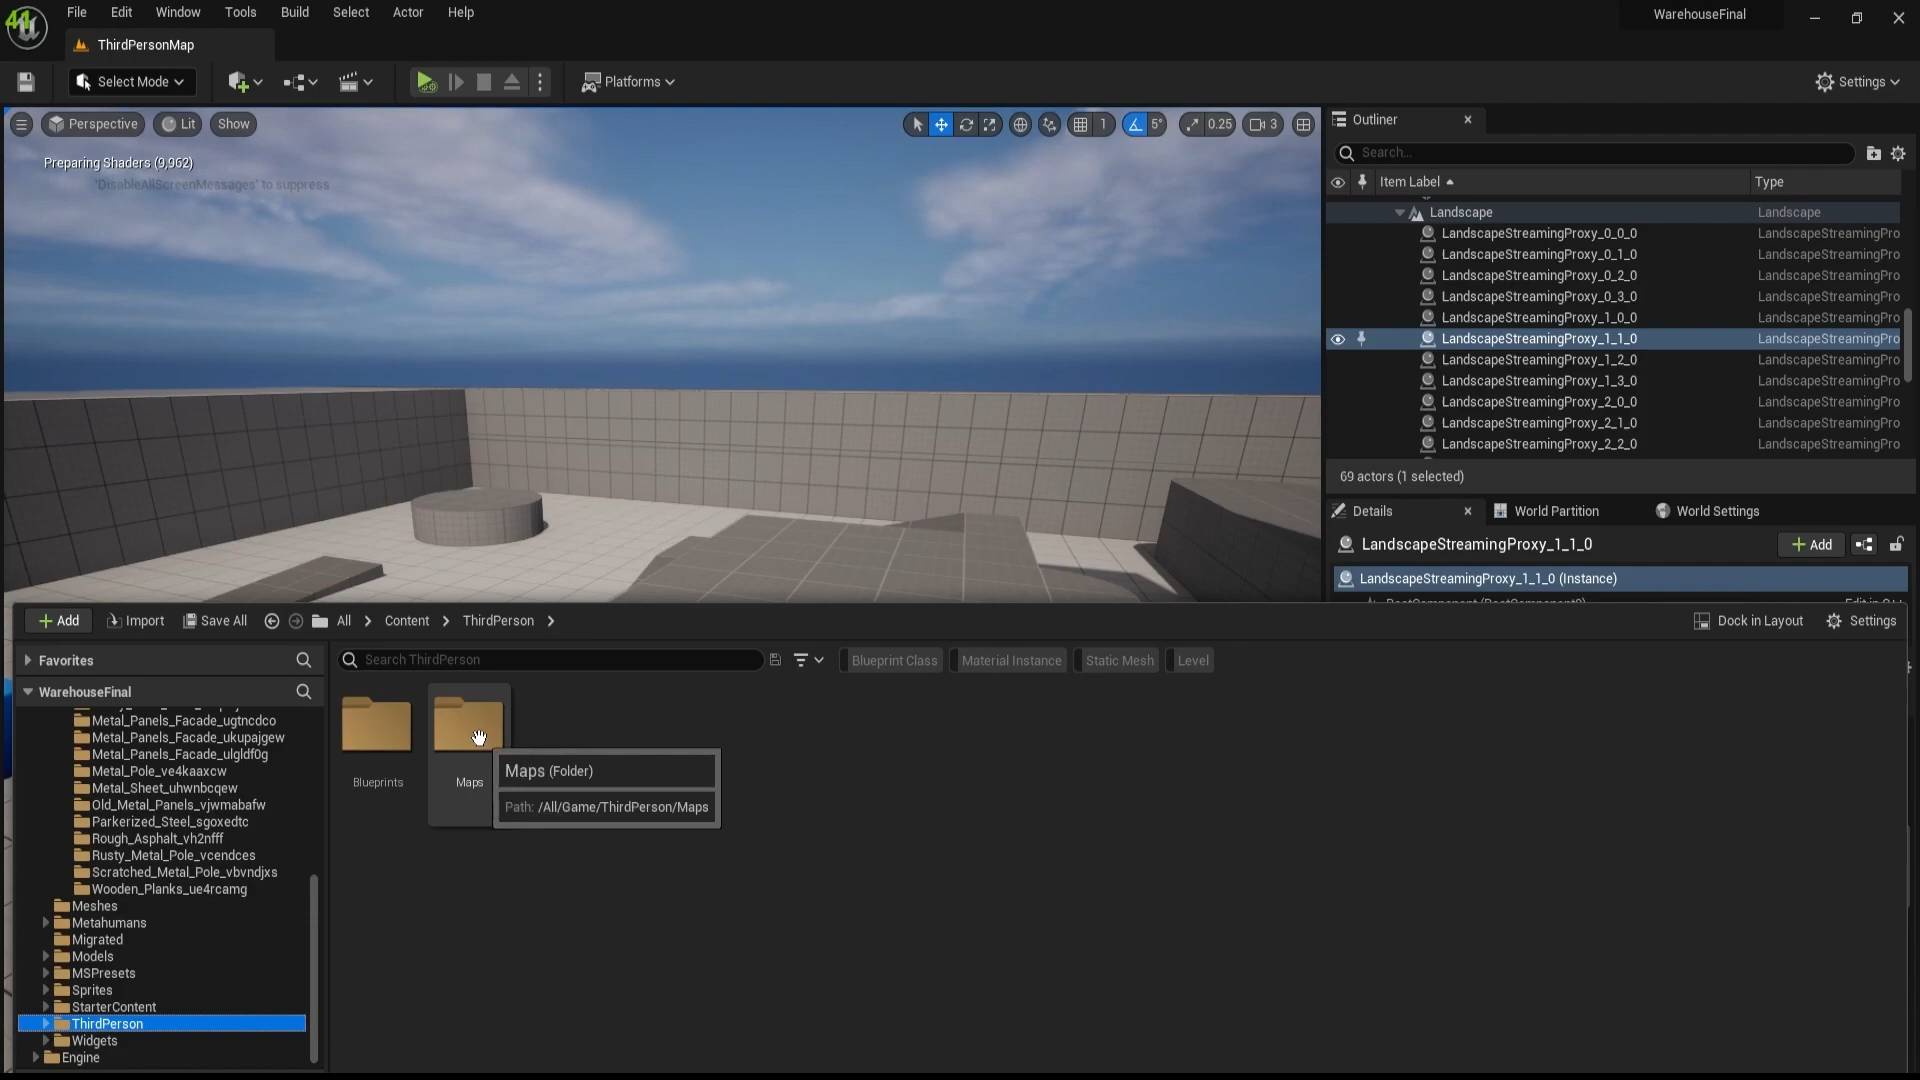 41
File Edit Window Tools Build Select Actor Help
WarehouseFinal
ThirdPersonMap
Select Mode
Platforms
Settings
Perspective
Lit
Show
1
5°
0.25
3
Preparing Shaders (9,962)
'DisableAllScreenMessages' to suppress
Outliner
Search...
Item Label
Type
Landscape Landscape
LandscapeStreamingProxy_0_0_0 LandscapeStreamingPro
LandscapeStreamingProxy_0_1_0 LandscapeStreamingPro
LandscapeStreamingProxy_0_2_0 LandscapeStreamingPro
LandscapeStreamingProxy_0_3_0 LandscapeStreamingPro
LandscapeStreamingProxy_1_0_0 LandscapeStreamingPro
LandscapeStreamingProxy_1_1_0 LandscapeStreamingPro
LandscapeStreamingProxy_1_2_0 LandscapeStreamingPro
LandscapeStreamingProxy_1_3_0 LandscapeStreamingPro
LandscapeStreamingProxy_2_0_0 LandscapeStreamingPro
LandscapeStreamingProxy_2_1_0 LandscapeStreamingPro
LandscapeStreamingProxy_2_2_0 LandscapeStreamingPro
69 actors (1 selected)
Details
World Partition
World Settings
LandscapeStreamingProxy_1_1_0
Add
LandscapeStreamingProxy_1_1_0 (Instance)
Add
Import
Save All
All
Content
ThirdPerson
Dock in Layout
Settings
Favorites
WarehouseFinal
Metal_Panels_Facade_ugtncdco
Metal_Panels_Facade_ukupajgew
Metal_Panels_Facade_ulgldf0g
Metal_Pole_ve4kaaxcw
Metal_Sheet_uhwnbcqew
Old_Metal_Panels_vjwmabafw
Parkerized_Steel_sgoxedtc
Rough_Asphalt_vh2nfff
Rusty_Metal_Pole_vcendces
Scratched_Metal_Pole_vbvndjxs
Wooden_Planks_ue4rcamg
Meshes
Metahumans
Migrated
Models
MSPresets
Sprites
StarterContent
ThirdPerson
Widgets
Engine
Search ThirdPerson
Blueprint Class
Material Instance
Static Mesh
Level
Blueprints
Maps
Maps (Folder)
Path: /All/Game/ThirdPerson/Maps